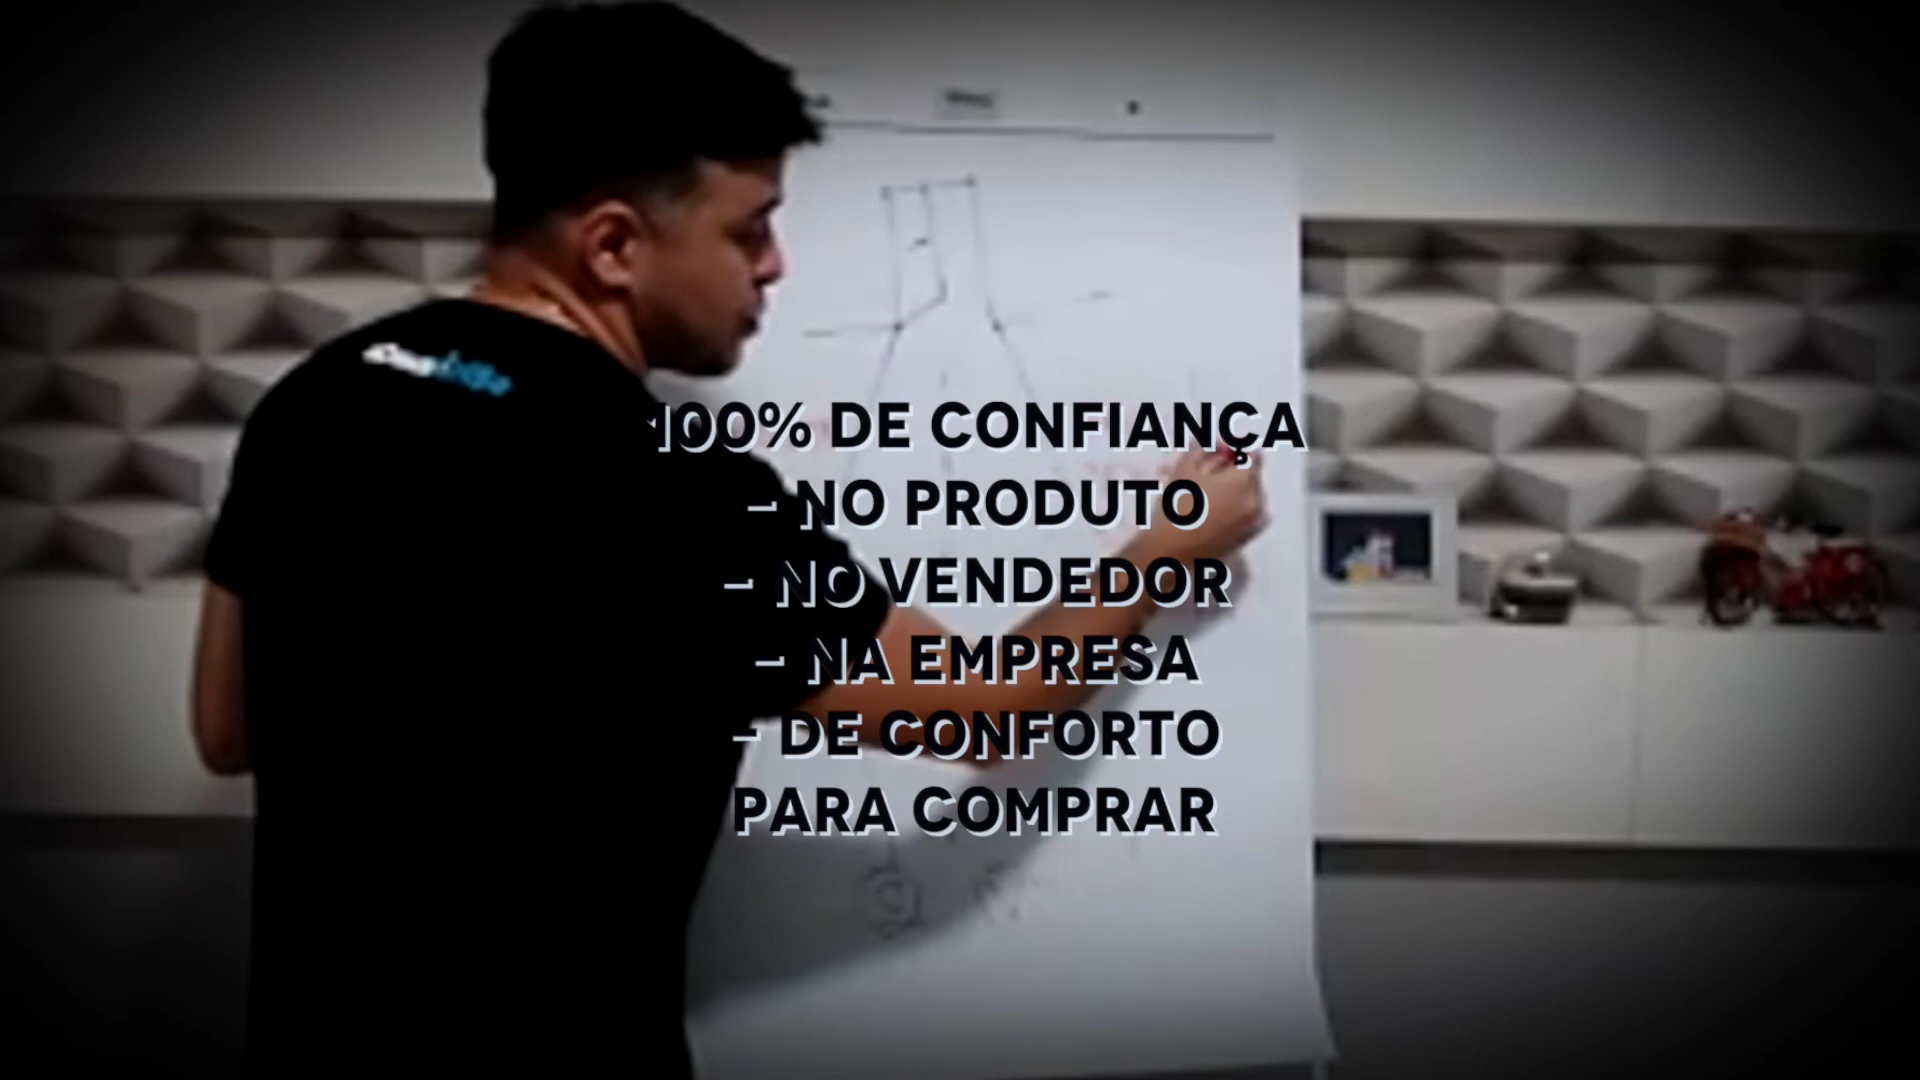 100% DE CONFIANÇA
- NO PRODUTO
- NO VENDEDOR
- NA EMPRESA
- DE CONFORTO
PARA COMPRAR